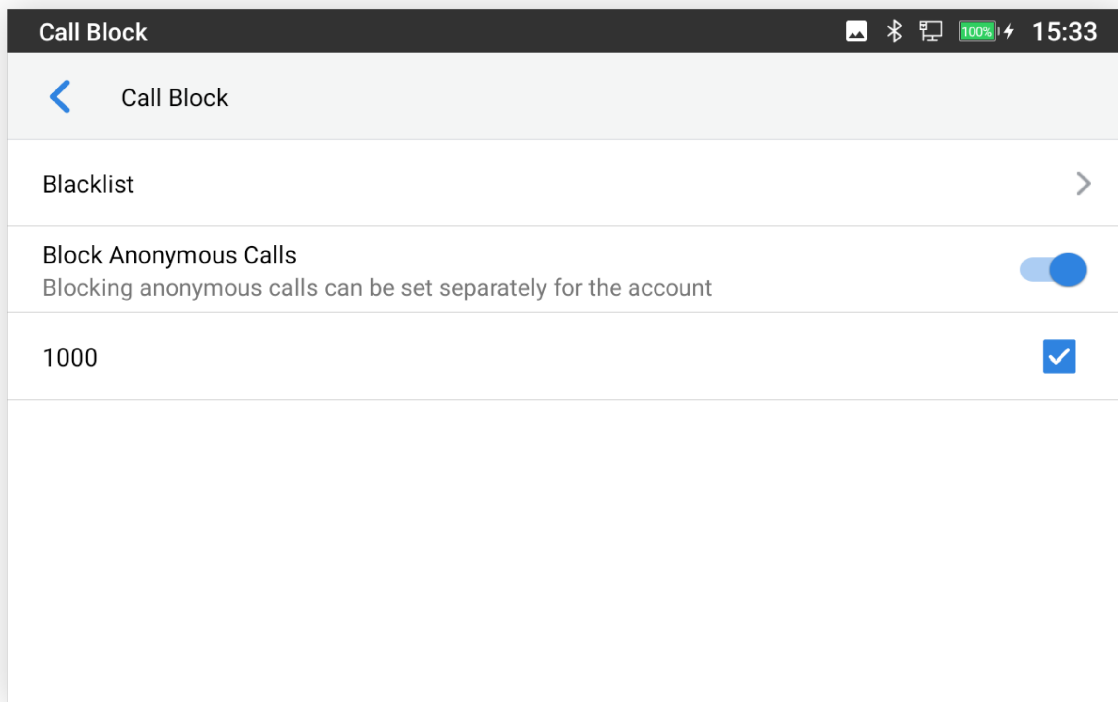 Call Block
100%
15:33
Call Block
Blacklist
Block Anonymous Calls
Blocking anonymous calls can be set separately for the account
1000